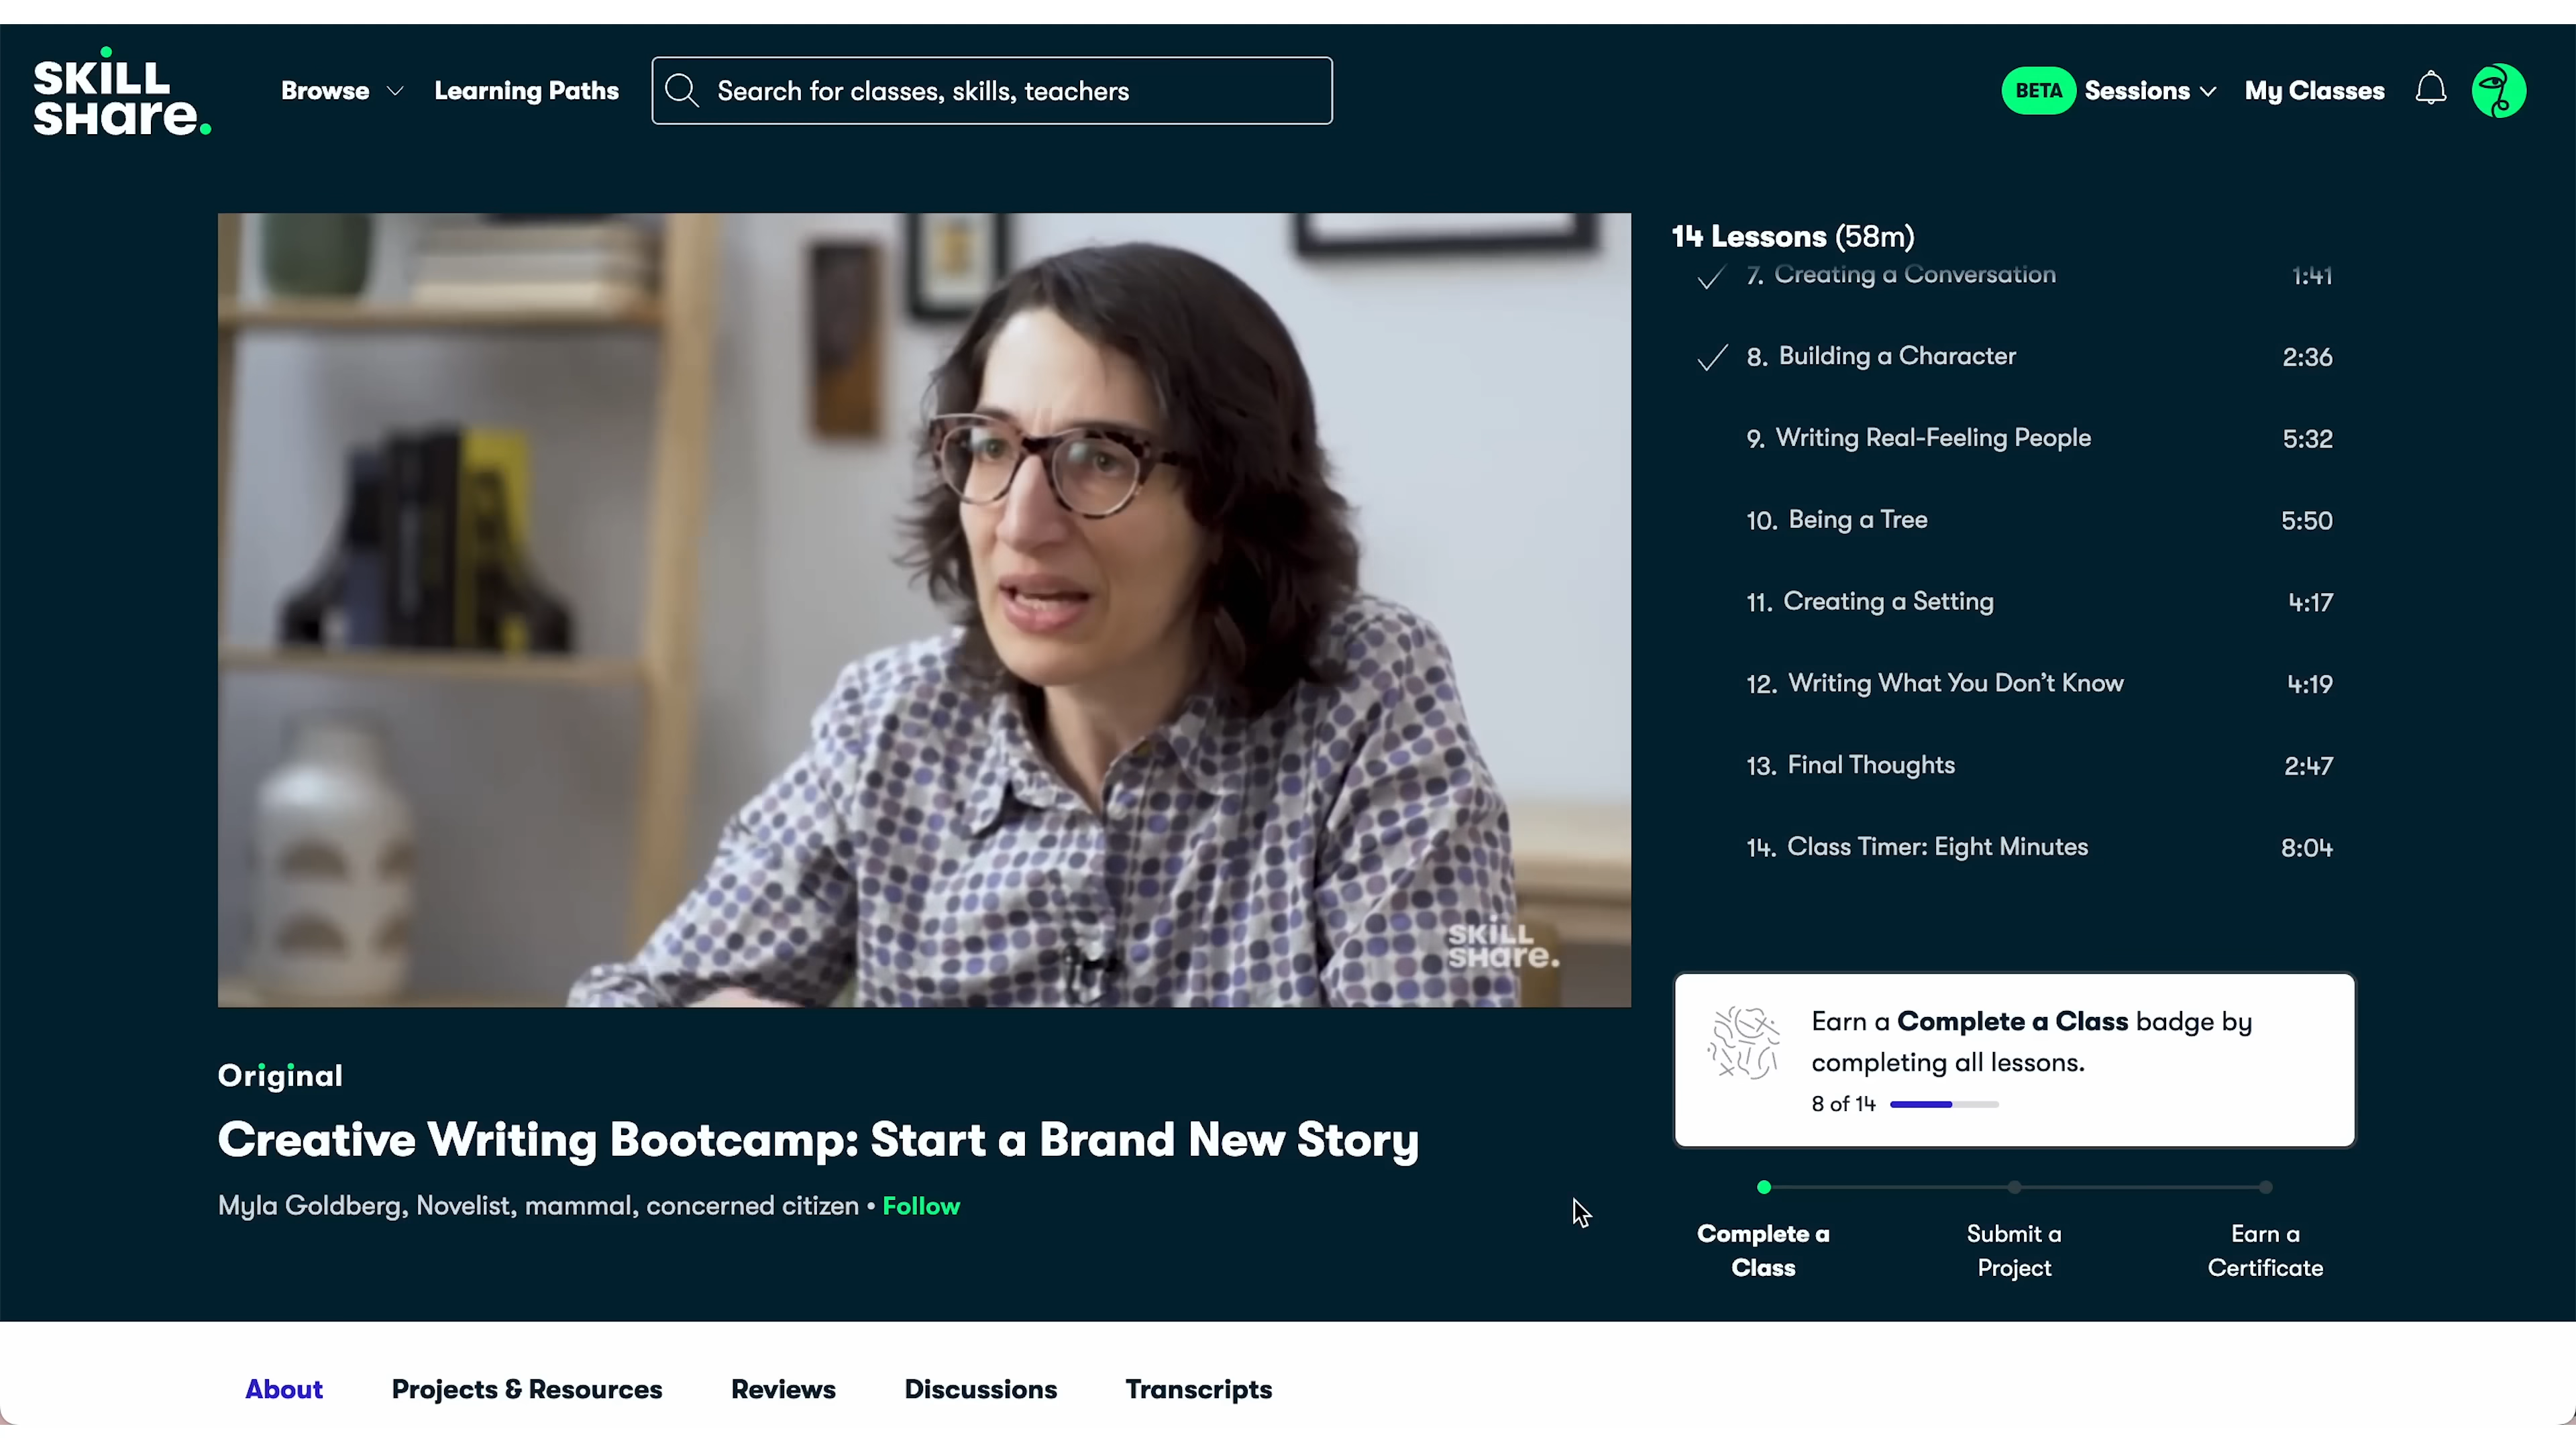 SKILL
SHare.
Browse
Learning Paths
Search for classes, skills, teachers
BETA
Sessions
My Classes
14 Lessons (58m)
7. Creating a Conversation 1:41
8. Building a Character 2:36
9. Writing Real-Feeling People 5:32
10. Being a Tree 5:50
11. Creating a Setting 4:17
12. Writing What You Don't Know 4:19
13. Final Thoughts 2:47
14. Class Timer: Eight Minutes 8:04
SKILL
SHare.
Earn a Complete a Class badge by
completing all lessons.
8 of 14
Complete a
Class
Submit a
Project
Earn a
Certificate
Original
Creative Writing Bootcamp: Start a Brand New Story
Myla Goldberg, Novelist, mammal, concerned citizen • Follow
About
Projects & Resources
Reviews
Discussions
Transcripts